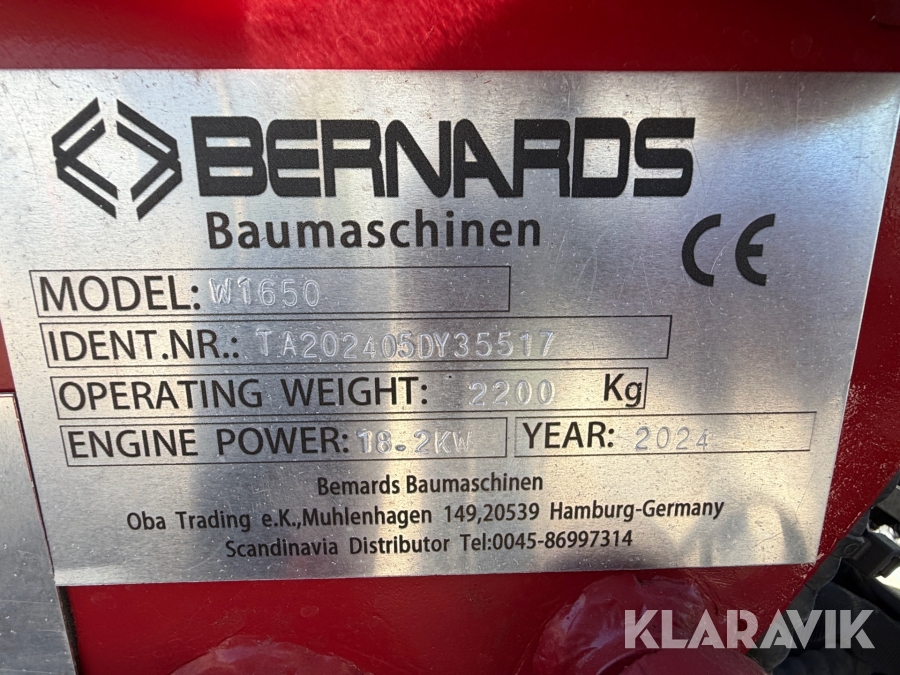 BERNARDS
Baumaschinen
CE
MODEL: W1650
IDENT.NR.: TA202405DY35517
OPERATING WEIGHT: 2200 Kg
ENGINE POWER: 18.2KW YEAR: 2024
Bemards Baumaschinen
Oba Trading e.K.,Muhlenhagen 149,20539 Hamburg-Germany
Scandinavia Distributor Tel:0045-86997314
KLARAVIK